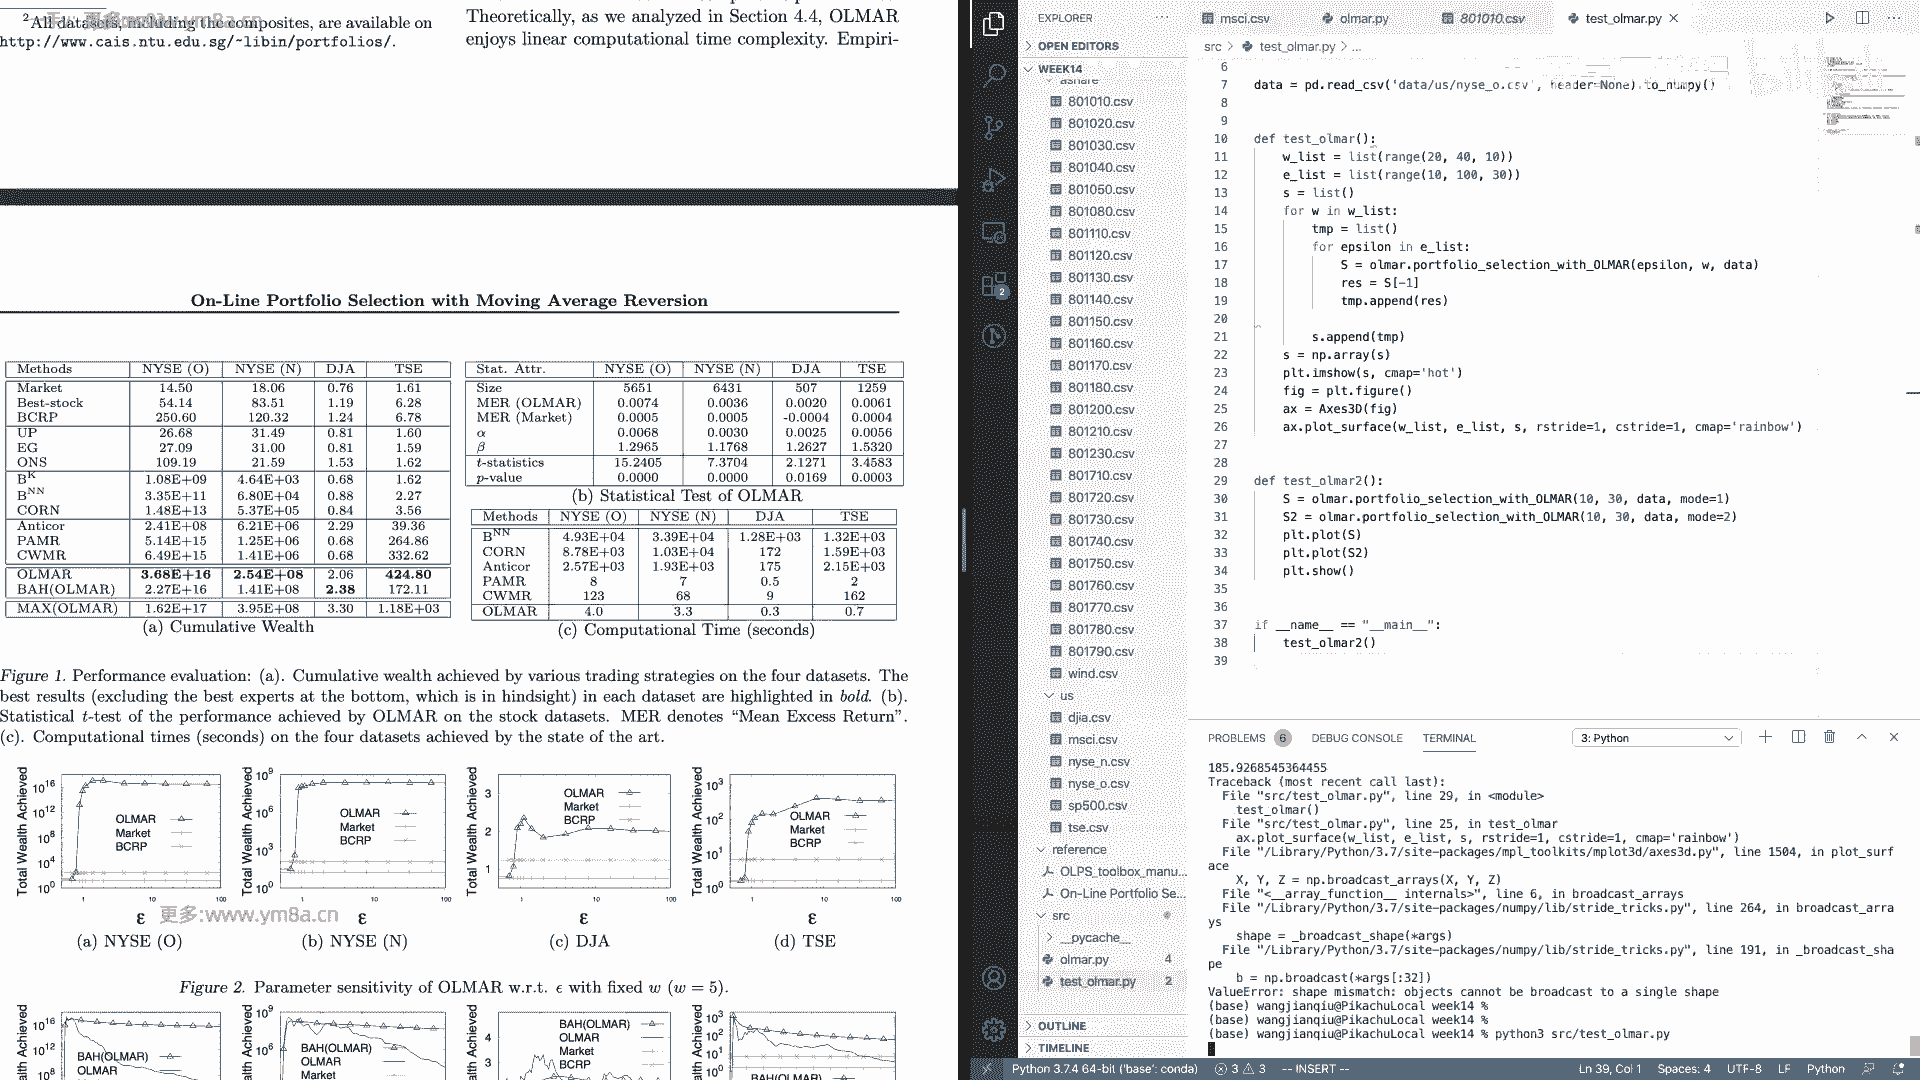 ² All datasets, including the composites, are available on
http://www.cais.ntu.edu.sg/~libin/portfolios/.
Theoretically, as we analyzed in Section 4.4, OLMAR
enjoys linear computational time complexity. Empiri-
On-Line Portfolio Selection with Moving Average Reversion
Methods NYSE (O) NYSE (N) DJA TSE
Market 14.50 18.06 0.76 1.61
Best-stock 54.14 83.51 1.19 6.28
BCRP 250.60 120.32 1.24 6.78
UP 26.68 31.49 0.81 1.60
EG 27.09 31.00 0.81 1.59
ONS 109.19 21.59 1.53 1.62
B^K 1.08E+09 4.64E+03 0.68 1.62
B^NN 3.35E+11 6.80E+04 0.88 2.27
CORN 1.48E+13 5.37E+05 0.84 3.56
Anticor 2.41E+08 6.21E+06 2.29 39.36
PAMR 5.14E+15 1.25E+06 0.68 264.86
CWMR 6.49E+15 1.41E+06 0.68 332.62
OLMAR 3.68E+16 2.54E+08 2.06 424.80
BAH(OLMAR) 2.27E+16 1.41E+08 2.38 172.11
MAX(OLMAR) 1.62E+17 3.95E+08 3.30 1.18E+03
(a) Cumulative Wealth
Stat. Attr. NYSE (O) NYSE (N) DJA TSE
Size 5651 6431 507 1259
MER (OLMAR) 0.0074 0.0036 0.0020 0.0061
MER (Market) 0.0005 0.0005 -0.0004 0.0004
α 0.0068 0.0030 0.0025 0.0056
β 1.2965 1.1768 1.2627 1.5320
t-statistics 15.2405 7.3704 2.1271 3.4583
p-value 0.0000 0.0000 0.0169 0.0003
(b) Statistical Test of OLMAR
Methods NYSE (O) NYSE (N) DJA TSE
B^NN 4.93E+04 3.39E+04 1.28E+03 1.32E+03
CORN 8.78E+03 1.03E+04 172 1.59E+03
Anticor 2.57E+03 1.93E+03 175 2.15E+03
PAMR 8 7 0.5 2
CWMR 123 68 9 162
OLMAR 4.0 3.3 0.3 0.7
(c) Computational Time (seconds)
Figure 1. Performance evaluation: (a). Cumulative wealth achieved by various trading strategies on the four datasets. The
best results (excluding the best experts at the bottom, which is in hindsight) in each dataset are highlighted in bold. (b).
Statistical t-test of the performance achieved by OLMAR on the stock datasets. MER denotes “Mean Excess Return”.
(c). Computational times (seconds) on the four datasets achieved by the state of the art.
Total Wealth Achieved
10^16
10^12
10^8
10^4
10^0
OLMAR
Market
BCRP
1 10 100
ε
(a) NYSE (O)
Total Wealth Achieved
10^9
10^6
10^3
10^0
OLMAR
Market
BCRP
1 10 100
ε
(b) NYSE (N)
Total Wealth Achieved
3
2
1
OLMAR
Market
BCRP
1 10 100
ε
(c) DJA
Total Wealth Achieved
10^3
10^2
10^1
10^0
OLMAR
Market
BCRP
1 10 100
ε
(d) TSE
更多:www.ym8a.cn
Figure 2. Parameter sensitivity of OLMAR w.r.t. ϵ with fixed w (w = 5).
10^16
10^12
10^8
BAH(OLMAR)
OLMAR
10^9
10^6
BAH(OLMAR)
OLMAR
Market
4
3
BAH(OLMAR)
OLMAR
Market
BCRP
10^3
10^2
10^1
10^0
BAH(OLMAR)
EXPLORER
OPEN EDITORS
WEEK14
ashare
801010.csv
801020.csv
801030.csv
801040.csv
801050.csv
801080.csv
801110.csv
801120.csv
801130.csv
801140.csv
801150.csv
801160.csv
801170.csv
801180.csv
801200.csv
801210.csv
801230.csv
801710.csv
801720.csv
801730.csv
801740.csv
801750.csv
801760.csv
801770.csv
801780.csv
801790.csv
wind.csv
us
djia.csv
msci.csv
nyse_n.csv
nyse_o.csv
sp500.csv
tse.csv
reference
OLPS_toolbox_manu...
On-Line Portfolio Se...
src
__pycache__
olmar.py 4
test_olmar.py 2
OUTLINE
TIMELINE
2
msci.csv olmar.py 801010.csv test_olmar.py
src > test_olmar.py > ...
6
7 data = pd.read_csv('data/us/nyse_o.csv', header=None).to_numpy()
8
9
10 def test_olmar():
11 w_list = list(range(20, 40, 10))
12 e_list = list(range(10, 100, 30))
13 s = list()
14 for w in w_list:
15 tmp = list()
16 for epsilon in e_list:
17 S = olmar.portfolio_selection_with_OLMAR(epsilon, w, data)
18 res = S[-1]
19 tmp.append(res)
20
21 s.append(tmp)
22 s = np.array(s)
23 plt.imshow(s, cmap='hot')
24 fig = plt.figure()
25 ax = Axes3D(fig)
26 ax.plot_surface(w_list, e_list, s, rstride=1, cstride=1, cmap='rainbow')
27
28
29 def test_olmar2():
30 S = olmar.portfolio_selection_with_OLMAR(10, 30, data, mode=1)
31 S2 = olmar.portfolio_selection_with_OLMAR(10, 30, data, mode=2)
32 plt.plot(S)
33 plt.plot(S2)
34 plt.show()
35
36
37 if __name__ == "__main__":
38 test_olmar2()
39
PROBLEMS 6 DEBUG CONSOLE TERMINAL 3: Python
185.9268545364455
Traceback (most recent call last):
File "src/test_olmar.py", line 29, in <module>
test_olmar()
File "src/test_olmar.py", line 25, in test_olmar
ax.plot_surface(w_list, e_list, s, rstride=1, cstride=1, cmap='rainbow')
File "/Library/Python/3.7/site-packages/mpl_toolkits/mplot3d/axes3d.py", line 1504, in plot_surf
ace
X, Y, Z = np.broadcast_arrays(X, Y, Z)
File "<__array_function__ internals>", line 6, in broadcast_arrays
File "/Library/Python/3.7/site-packages/numpy/lib/stride_tricks.py", line 264, in broadcast_arra
ys
shape = _broadcast_shape(*args)
File "/Library/Python/3.7/site-packages/numpy/lib/stride_tricks.py", line 191, in _broadcast_sha
pe
b = np.broadcast(*args[:32])
ValueError: shape mismatch: objects cannot be broadcast to a single shape
(base) wangjianqiu@PikachuLocal week14 %
(base) wangjianqiu@PikachuLocal week14 %
(base) wangjianqiu@PikachuLocal week14 % python3 src/test_olmar.py
Python 3.7.4 64-bit ('base': conda) 3 3 -- INSERT -- Ln 39, Col 1 Spaces: 4 UTF-8 LF Python